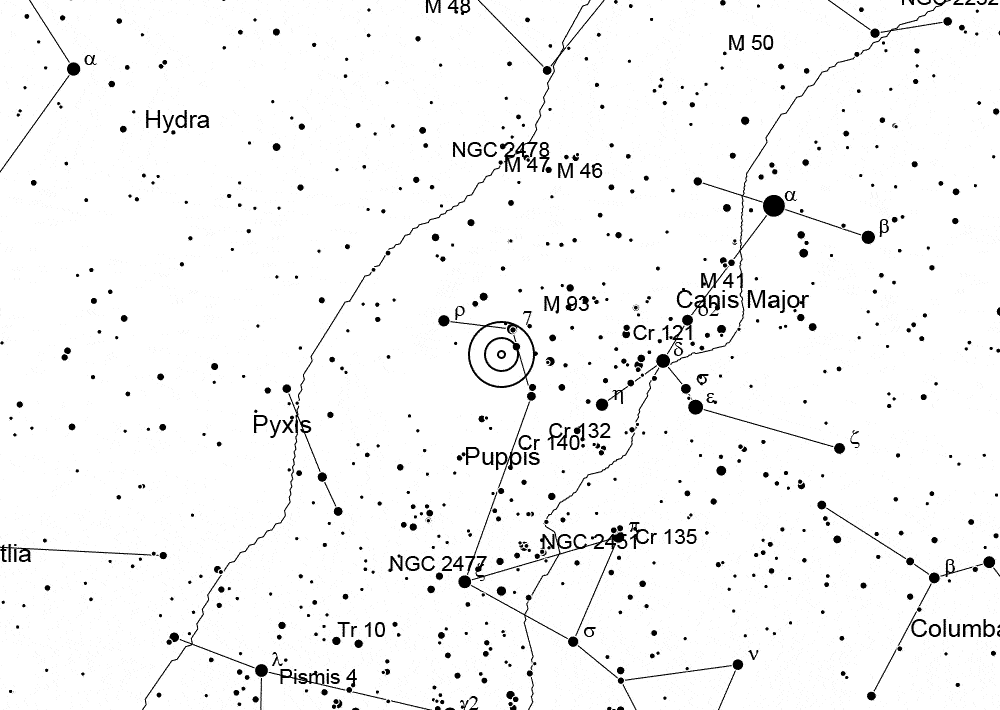 M 48
NGC 2232
M 50
α
Hydra
NGC 2478
M 47
M 46
α
β
M 41
Canis Major
ο2
M 93
ρ
7
Cr 121
δ
σ
η
ε
Pyxis
Cr 132
Cr 140
Puppis
ζ
π
Cr 135
NGC 2451
tlia
NGC 2477
ζ
β
Columba
Tr 10
σ
λ
Pismis 4
ν
γ2